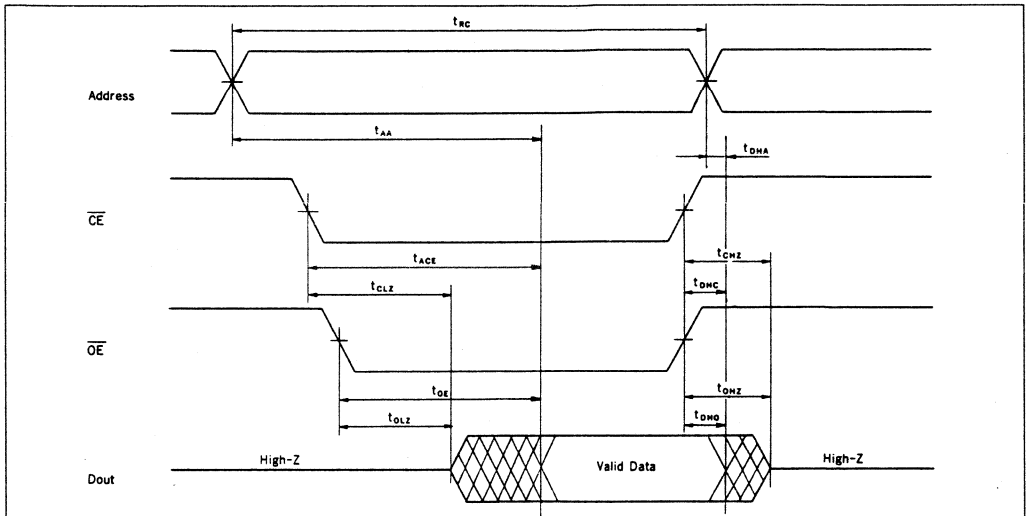 tRC
Address
tAA
tDHA
CE
tCHZ
tACE
tCLZ
tDHC
OE
tOE
tOHZ
tOLZ
tDHO
High-Z
Valid Data
High-Z
Dout